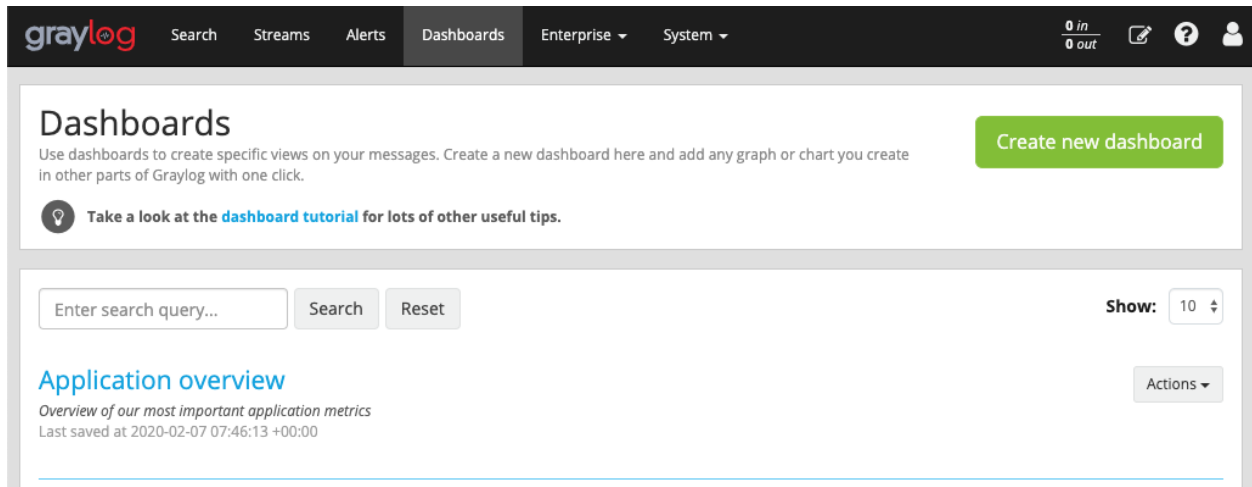 graylog Search Streams Alerts Dashboards Enterprise System 0 in
0 out
Dashboards
Create new dashboard
Use dashboards to create specific views on your messages. Create a new dashboard here and add any graph or chart you create
in other parts of Graylog with one click.
Take a look at the dashboard tutorial for lots of other useful tips.
Enter search query... Search Reset Show: 10
Application overview Actions
Overview of our most important application metrics
Last saved at 2020-02-07 07:46:13 +00:00